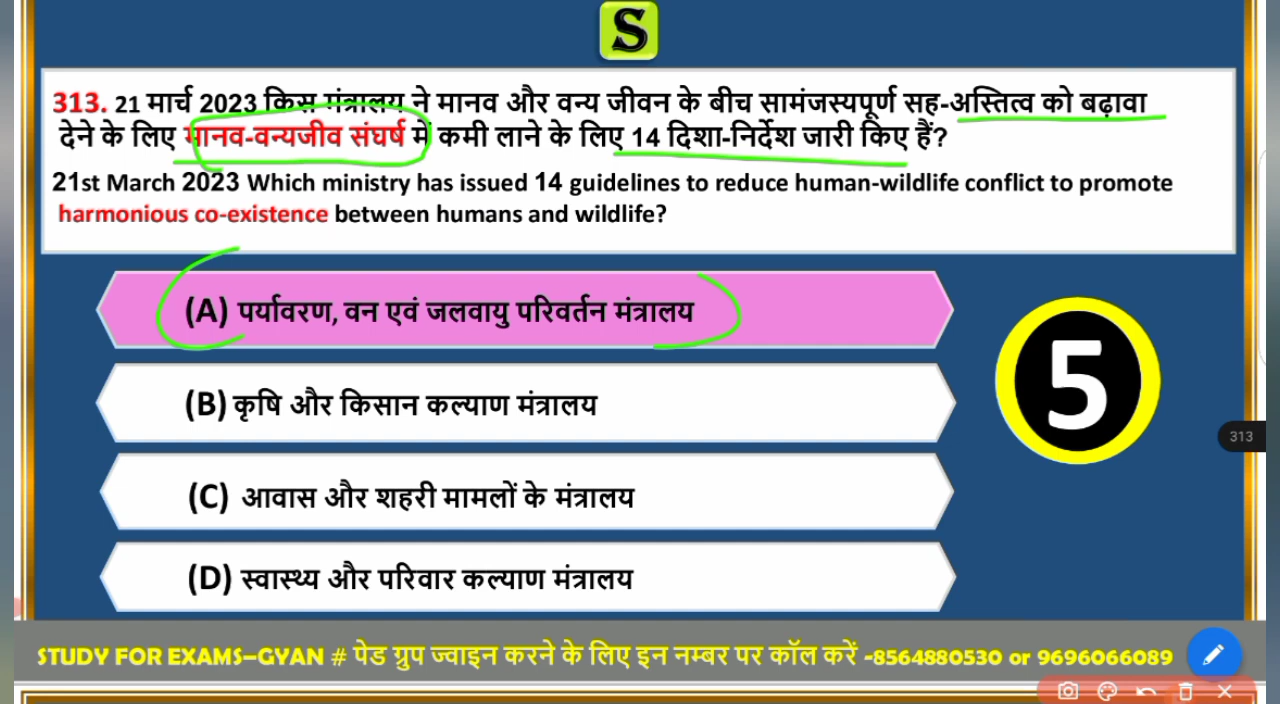 S
313. 21 मार्च 2023 किस मंत्रालय ने मानव और वन्य जीवन के बीच सामंजस्यपूर्ण सह-अस्तित्व को बढ़ावा
देने के लिए मानव-वन्यजीव संघर्ष में कमी लाने के लिए 14 दिशा-निर्देश जारी किए हैं?
21st March 2023 Which ministry has issued 14 guidelines to reduce human-wildlife conflict to promote
harmonious co-existence between humans and wildlife?
(A) पर्यावरण, वन एवं जलवायु परिवर्तन मंत्रालय
(B) कृषि और किसान कल्याण मंत्रालय
5
313
(C) आवास और शहरी मामलों के मंत्रालय
(D) स्वास्थ्य और परिवार कल्याण मंत्रालय
STUDY FOR EXAMS–GYAN # पेड ग्रुप ज्वाइन करने के लिए इन नम्बर पर कॉल करें -8564880530 or 9696066089